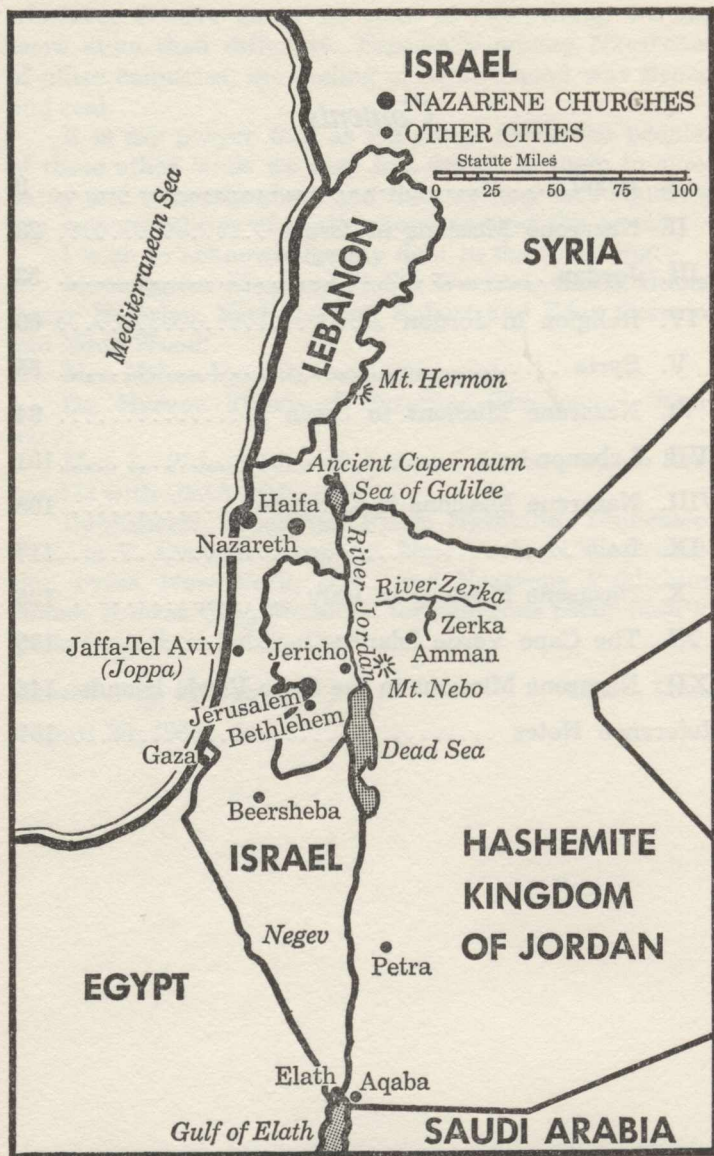 ISRAEL
NAZARENE CHURCHES
OTHER CITIES
Statute Miles
0 25 50 75 100
Mediterranean Sea
LEBANON
SYRIA
Mt. Hermon
Ancient Capernaum
Sea of Galilee
Haifa
Nazareth
River Jordan
River Zerka
Zerka
Amman
Jaffa-Tel Aviv
(Joppa)
Jericho
Mt. Nebo
Jerusalem
Bethlehem
Gaza
Dead Sea
Beersheba
ISRAEL
HASHEMITE
KINGDOM
OF JORDAN
Negev
Petra
EGYPT
Elath
Aqaba
Gulf of Elath
SAUDI ARABIA